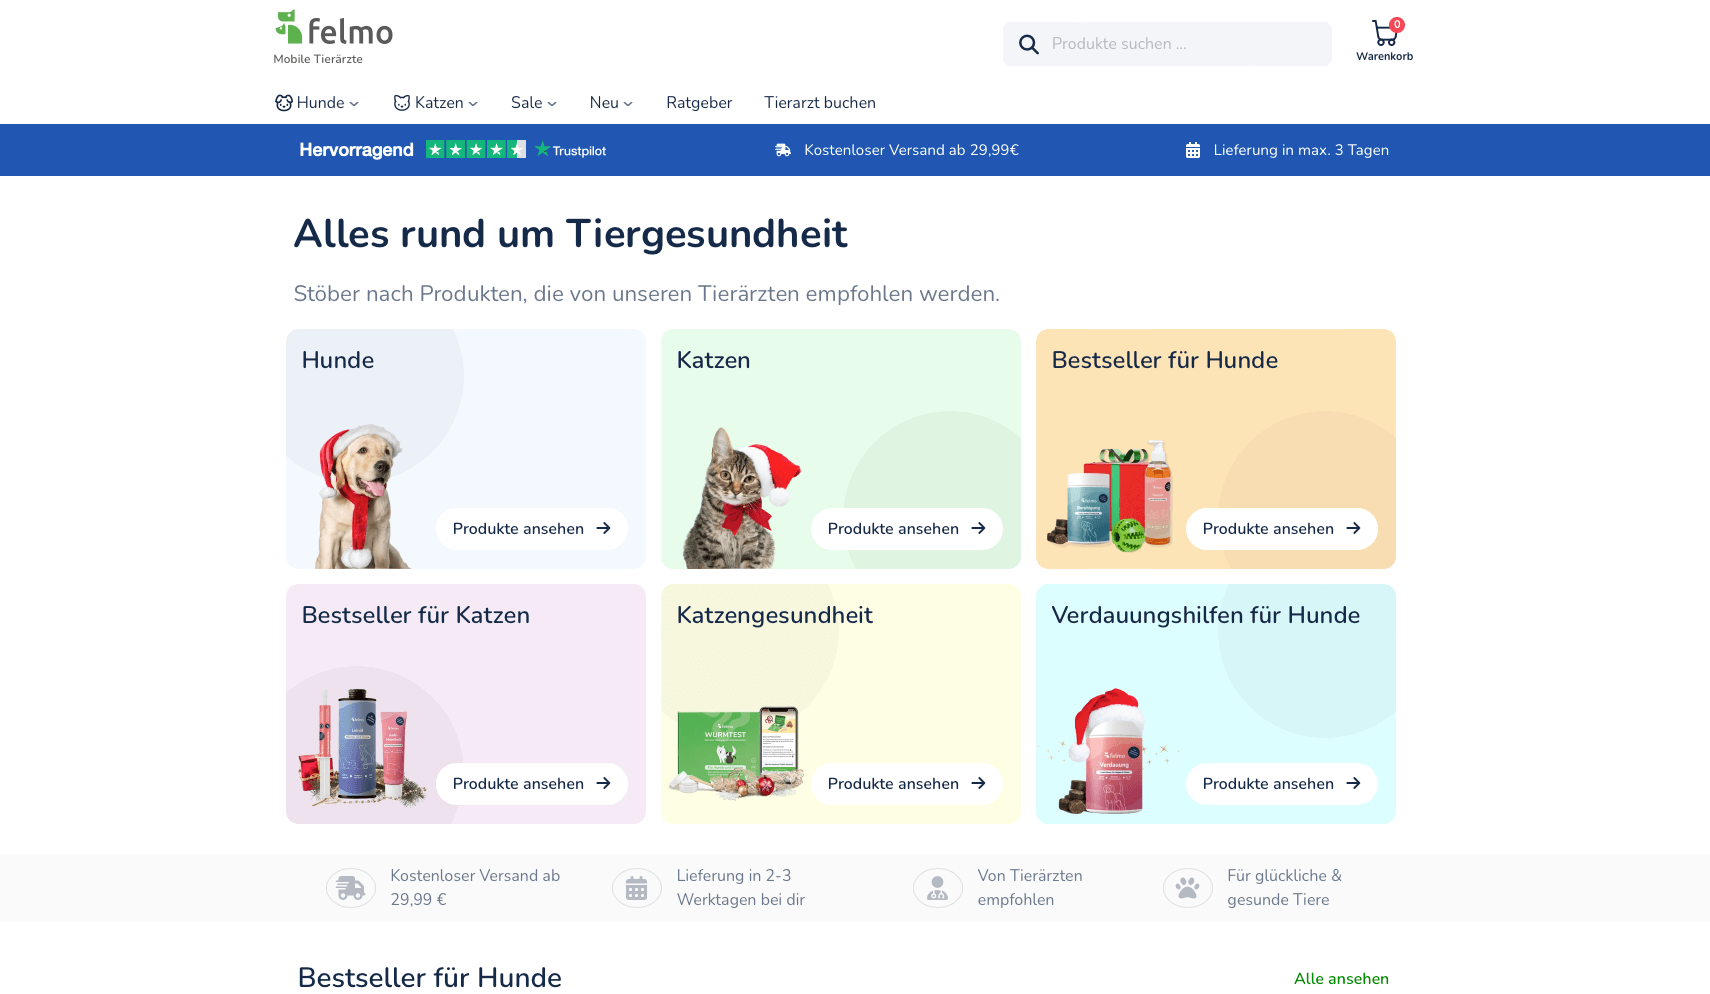 felmo
Mobile Tierärzte
Produkte suchen ...
0
Warenkorb
Hunde
Katzen
Sale
Neu
Ratgeber
Tierarzt buchen
Hervorragend
Trustpilot
Kostenloser Versand ab 29,99€
Lieferung in max. 3 Tagen
Alles rund um Tiergesundheit
Stöber nach Produkten, die von unseren Tierärzten empfohlen werden.
Hunde
Produkte ansehen
Katzen
Produkte ansehen
Bestseller für Hunde
Produkte ansehen
Bestseller für Katzen
Produkte ansehen
Katzengesundheit
felmo
WURMTEST
Produkte ansehen
Verdauungshilfen für Hunde
felmo
Verdauung
Produkte ansehen
Kostenloser Versand ab
29,99 €
Lieferung in 2-3
Werktagen bei dir
Von Tierärzten
empfohlen
Für glückliche &
gesunde Tiere
Bestseller für Hunde
Alle ansehen